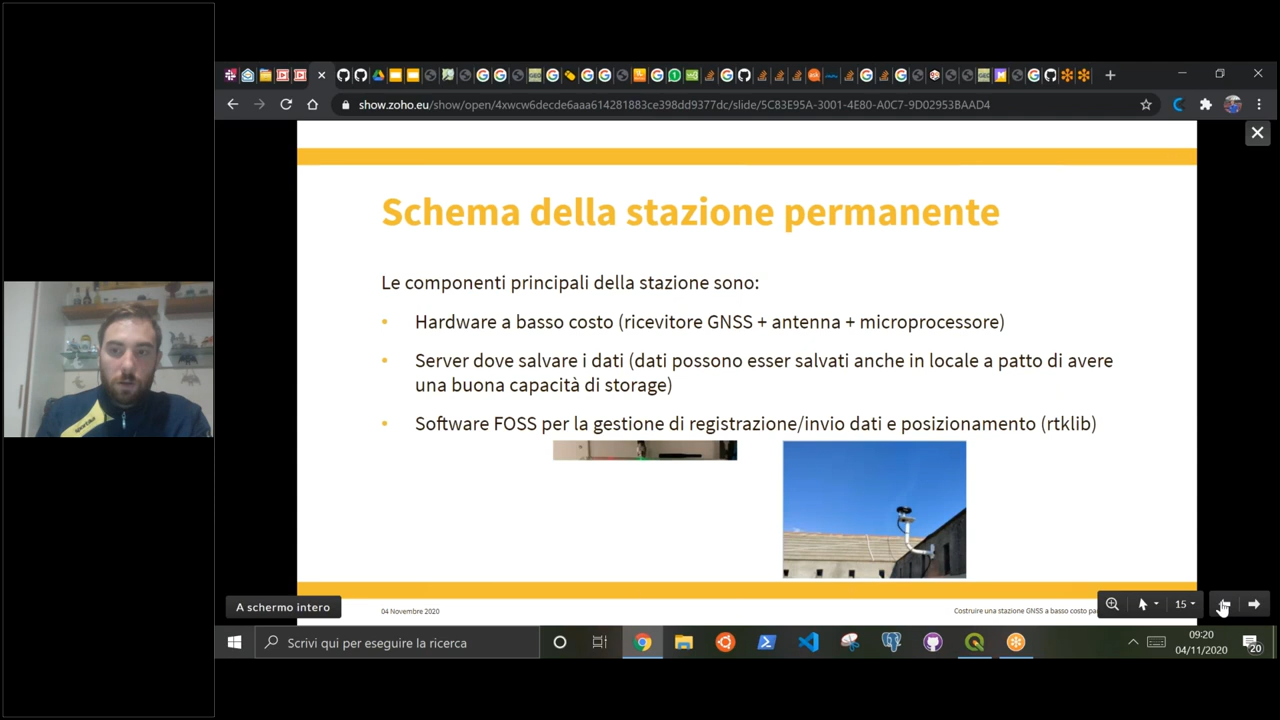 show.zoho.eu/show/open/4xwcw6decde6aaa614281883ce398dd9377dc/slide/5C83E95A-3001-4E80-A0C7-9D02953BAAD4
Schema della stazione permanente
Le componenti principali della stazione sono:
• Hardware a basso costo (ricevitore GNSS + antenna + microprocessore)
• Server dove salvare i dati (dati possono esser salvati anche in locale a patto di avere
una buona capacità di storage)
• Software FOSS per la gestione di registrazione/invio dati e posizionamento (rtklib)
A schermo intero
04 Novembre 2020
Costruire una stazione GNSS a basso costo
15
Scrivi qui per eseguire la ricerca
09:20
04/11/2020
20